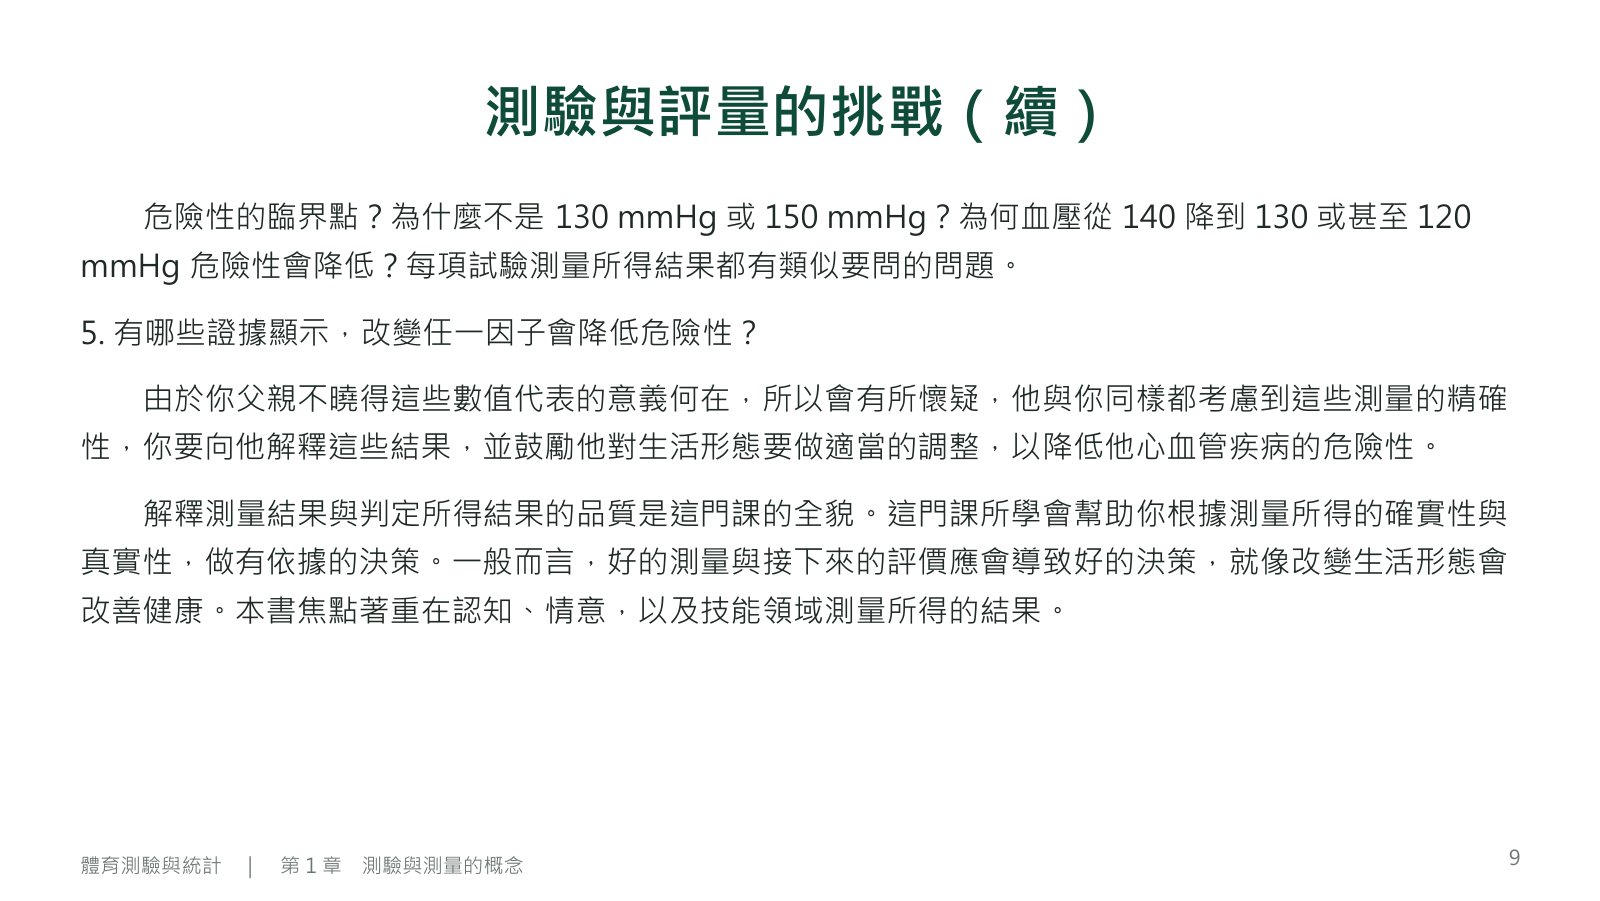 測驗與評量的挑戰（續）
危險性的臨界點？為什麼不是 130 mmHg 或 150 mmHg？為何血壓從 140 降到 130 或甚至 120
mmHg 危險性會降低？每項試驗測量所得結果都有類似要問的問題。
5. 有哪些證據顯示，改變任一因子會降低危險性？
由於你父親不曉得這些數值代表的意義何在，所以會有所懷疑，他與你同樣都考慮到這些測量的精確
性，你要向他解釋這些結果，並鼓勵他對生活形態要做適當的調整，以降低他心血管疾病的危險性。
解釋測量結果與判定所得結果的品質是這門課的全貌。這門課所學會幫助你根據測量所得的確實性與
真實性，做有依據的決策。一般而言，好的測量與接下來的評價應會導致好的決策，就像改變生活形態會
改善健康。本書焦點著重在認知、情意，以及技能領域測量所得的結果。
體育測驗與統計　|　第 1 章　測驗與測量的概念
9